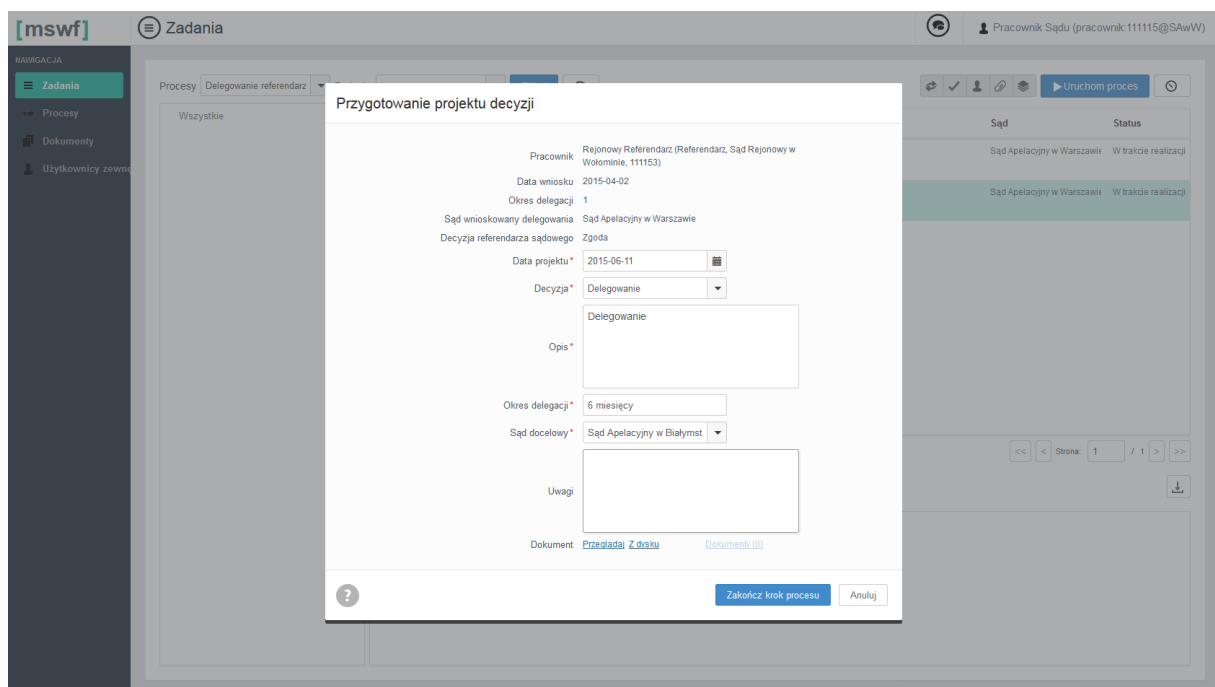 [mswf]
Zadania
Pracownik Sądu (pracownik:111115@SAwW)
NAWIGACJA
Zadania
Procesy
Dokumenty
Użytkownicy zewnę
Procesy Delegowanie referendarz
Uruchom proces
Wszystkie
Sąd Status
Sąd Apelacyjny w Warszawie W trakcie realizacji
Sąd Apelacyjny w Warszawie W trakcie realizacji
<< < Strona: 1 / 1 > >>
Przygotowanie projektu decyzji
Pracownik Rejonowy Referendarz (Referendarz, Sąd Rejonowy w
Wołominie, 111153)
Data wniosku 2015-04-02
Okres delegacji 1
Sąd wnioskowany delegowania Sąd Apelacyjny w Warszawie
Decyzja referendarza sądowego Zgoda
Data projektu* 2015-06-11
Decyzja* Delegowanie
Opis* Delegowanie
Okres delegacji* 6 miesięcy
Sąd docelowy* Sąd Apelacyjny w Białymst
Uwagi
Dokument Przeglądaj Z dysku Dokumenty (0)
? Zakończ krok procesu Anuluj